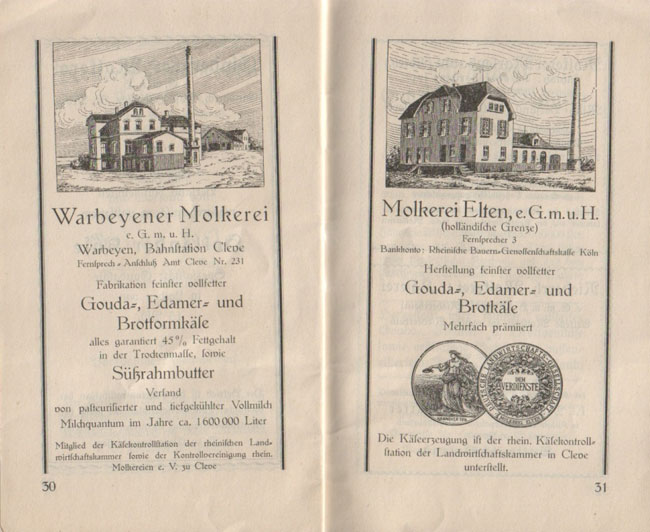 Warbeyener Molkerei
e. G. m. u. H.
Warbeyen, Bahnstation Cleve
Fernsprech-Anschluß Amt Cleve Nr. 231
Fabrikation feinster vollfetter
Gouda-, Edamer- und
Brotformkäse
alles garantiert 45% Fettgehalt
in der Trockenmasse, sowie
Süßrahmbutter
Versand
von pasteurisierter und tiefgekühlter Vollmilch
Milchquantum im Jahre ca. 1600000 Liter
Mitglied der Käsekontrollstation der rheinischen Land-
wirtschaftskammer sowie der Kontrollvereinigung rhein.
Molkereien e. V. zu Cleve
30
Molkerei Elten, e. G. m. u. H.
(holländische Grenze)
Fernsprecher 3
Bankkonto: Rheinische Bauern-Genossenschaftskasse Köln
Herstellung feinster vollfetter
Gouda-, Edamer- und
Brotkäse
Mehrfach prämiiert
DEM
VERDIENSTE
Die Käseerzeugung ist der rhein. Käsekontroll-
station der Landwirtschaftskammer in Cleve
unterstellt.
31